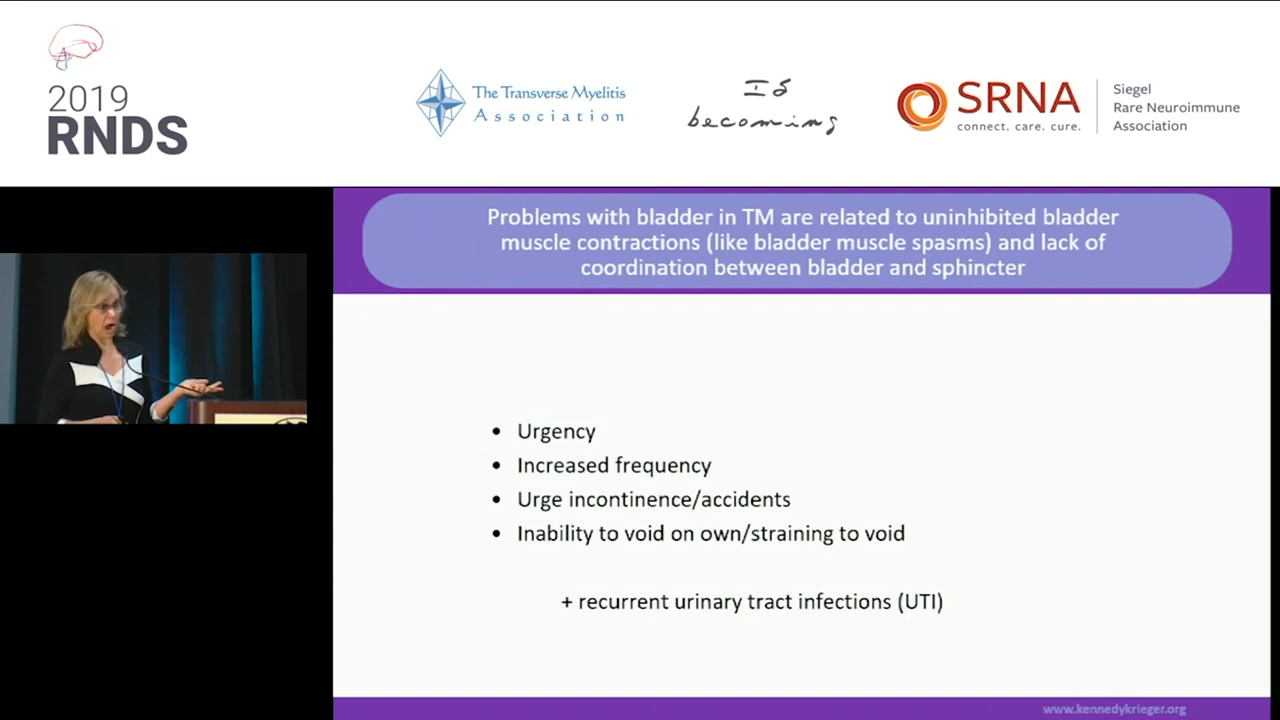 2019
RNDS
The Transverse Myelitis
Association
Is
becoming
SRNA
connect. care. cure.
Siegel
Rare Neuroimmune
Association
Problems with bladder in TM are related to uninhibited bladder
muscle contractions (like bladder muscle spasms) and lack of
coordination between bladder and sphincter
• Urgency
• Increased frequency
• Urge incontinence/accidents
• Inability to void on own/straining to void
+ recurrent urinary tract infections (UTI)
www.kennedykrieger.org